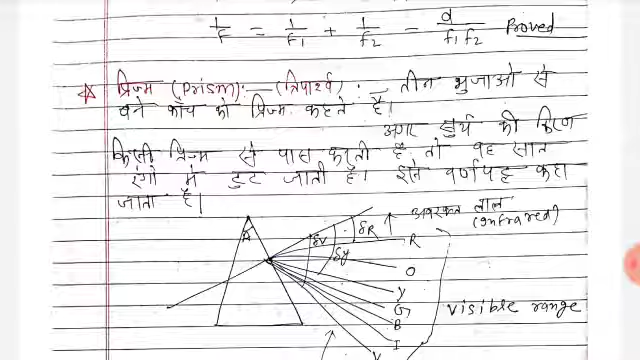 1/F = 1/F1 + 1/F2 - d/f1f2 Proved
प्रिज्म (Prism):— (त्रिपार्श्व) :— तीन भुजाओ से
बने काँच को प्रिज्म कहते है।
अगर सुर्य की किरण
किसी प्रिज्म से पास करती है तो वह सात
रंगो मे टुट जाती है। इसे वर्णपट्ट कहा
जाता है।
अवरक्त लाल
(infrared)
A
δv
δy
δR
R
O
Y
G
B
I
V
visible range